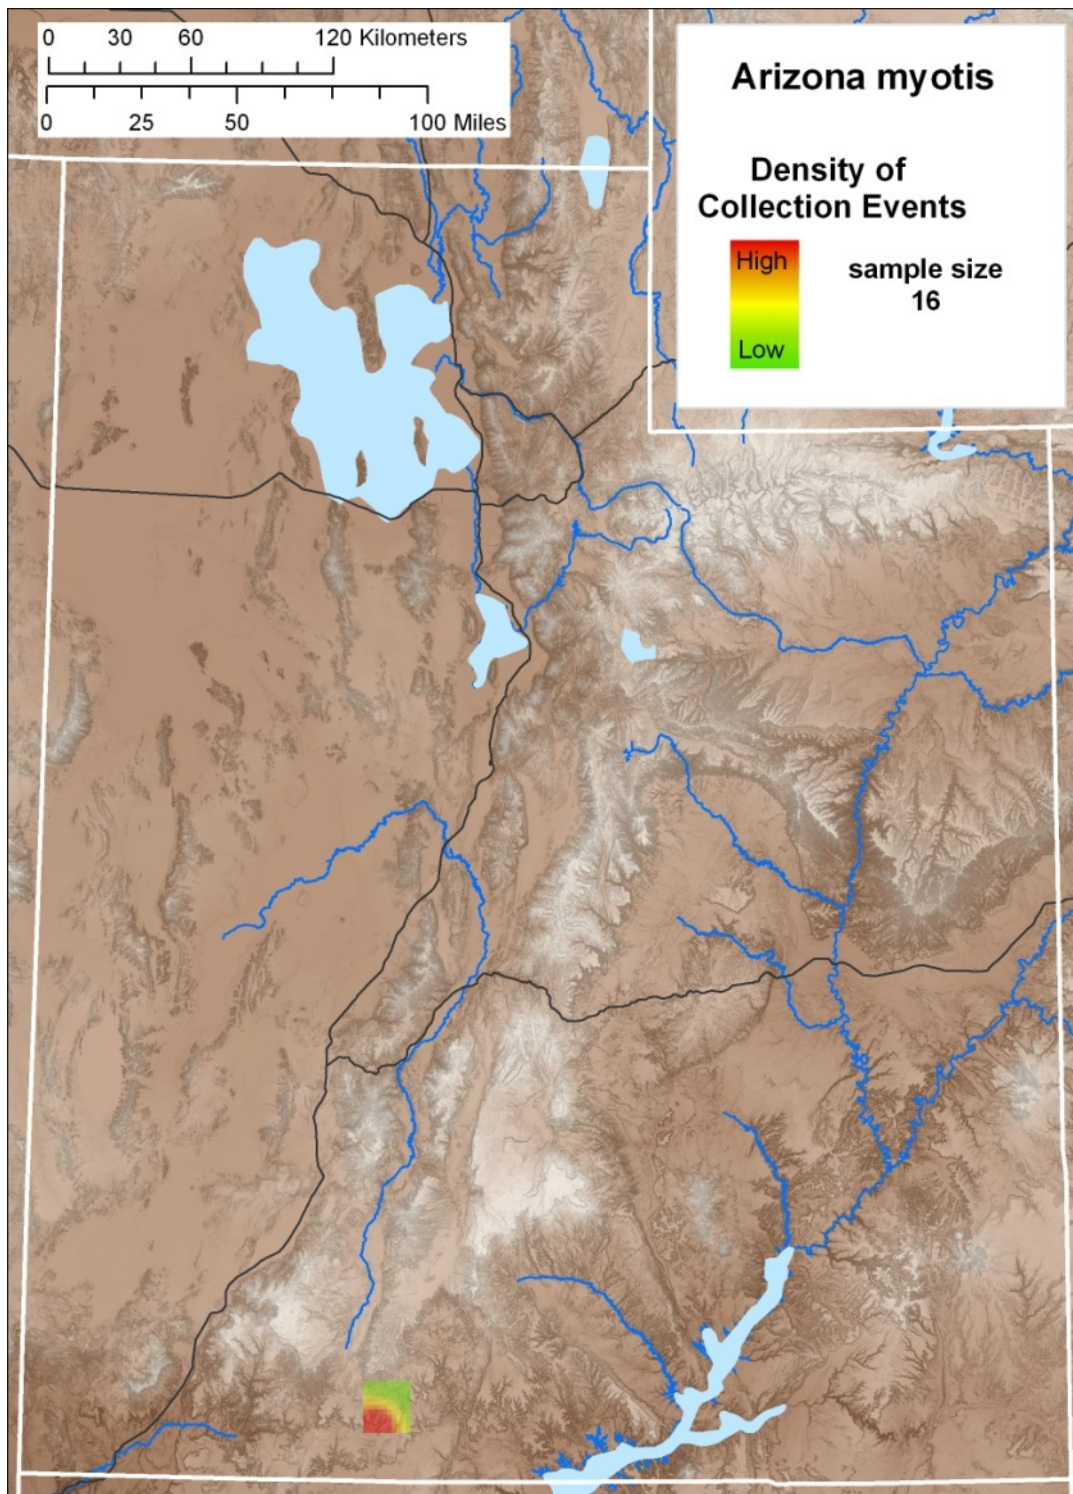 0 30 60 120 Kilometers
0 25 50 100 Miles
Arizona myotis
Density of
Collection Events
High
Low
sample size
16